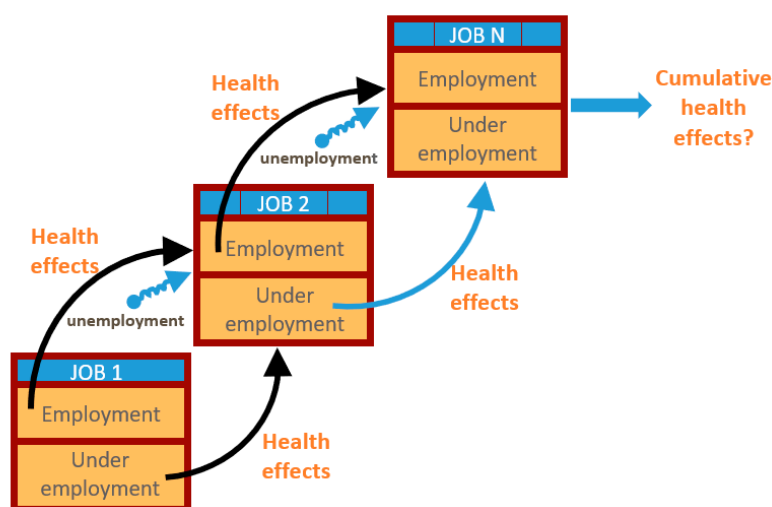 JOB N
Employment
Under
employment
Cumulative
health
effects?
Health
effects
unemployment
JOB 2
Employment
Under
employment
Health
effects
Health
effects
unemployment
JOB 1
Employment
Under
employment
Health
effects